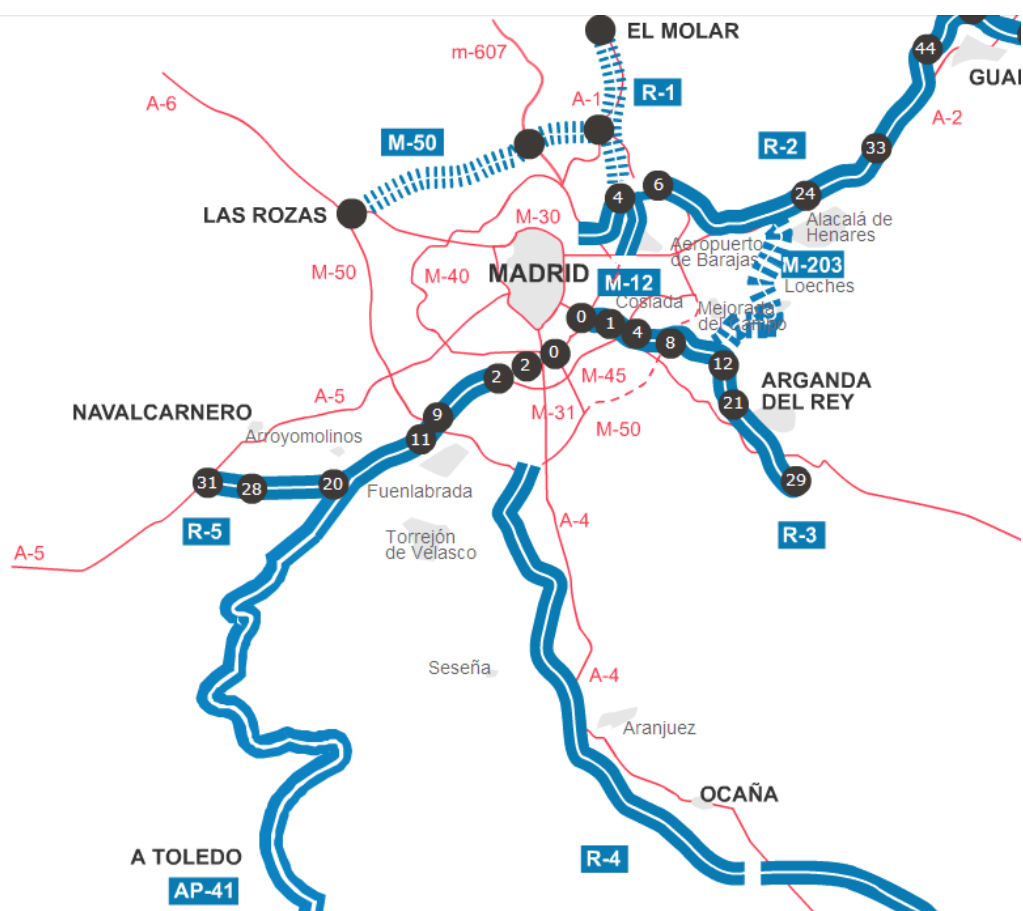 EL MOLAR
44
m-607
GUA
R-1
A-6
A-1
A-2
M-50
R-2
33
6
24
4
LAS ROZAS
M-30
Alacalá de
Henares
Aeropuerto
de Barajas
M-203
M-50
M-40
MADRID
M-12
Loeches
Coslada
Mejorada
del Campo
0
1
4
8
0
2
2
12
M-45
ARGANDA
DEL REY
A-5
21
NAVALCARNERO
9
M-31
M-50
Arroyomolinos
11
31
28
20
Fuenlabrada
29
R-5
A-4
R-3
Torrejón
de Velasco
A-5
Seseña
A-4
Aranjuez
OCAÑA
A TOLEDO
R-4
AP-41